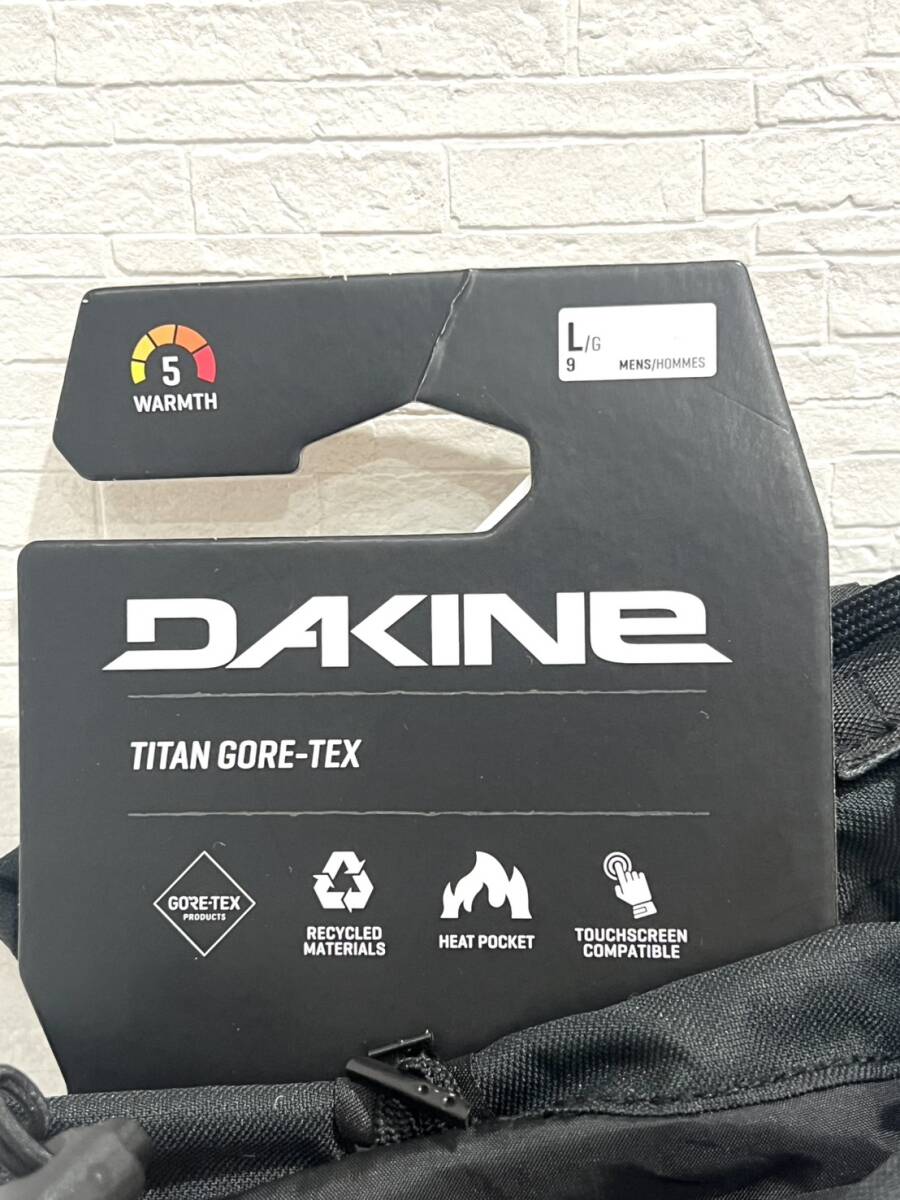 5
WARMTH
L/G
9 MENS/HOMMES
DAKINE
TITAN GORE-TEX
GORE-TEX
PRODUCTS
RECYCLED
MATERIALS
HEAT POCKET
TOUCHSCREEN
COMPATIBLE